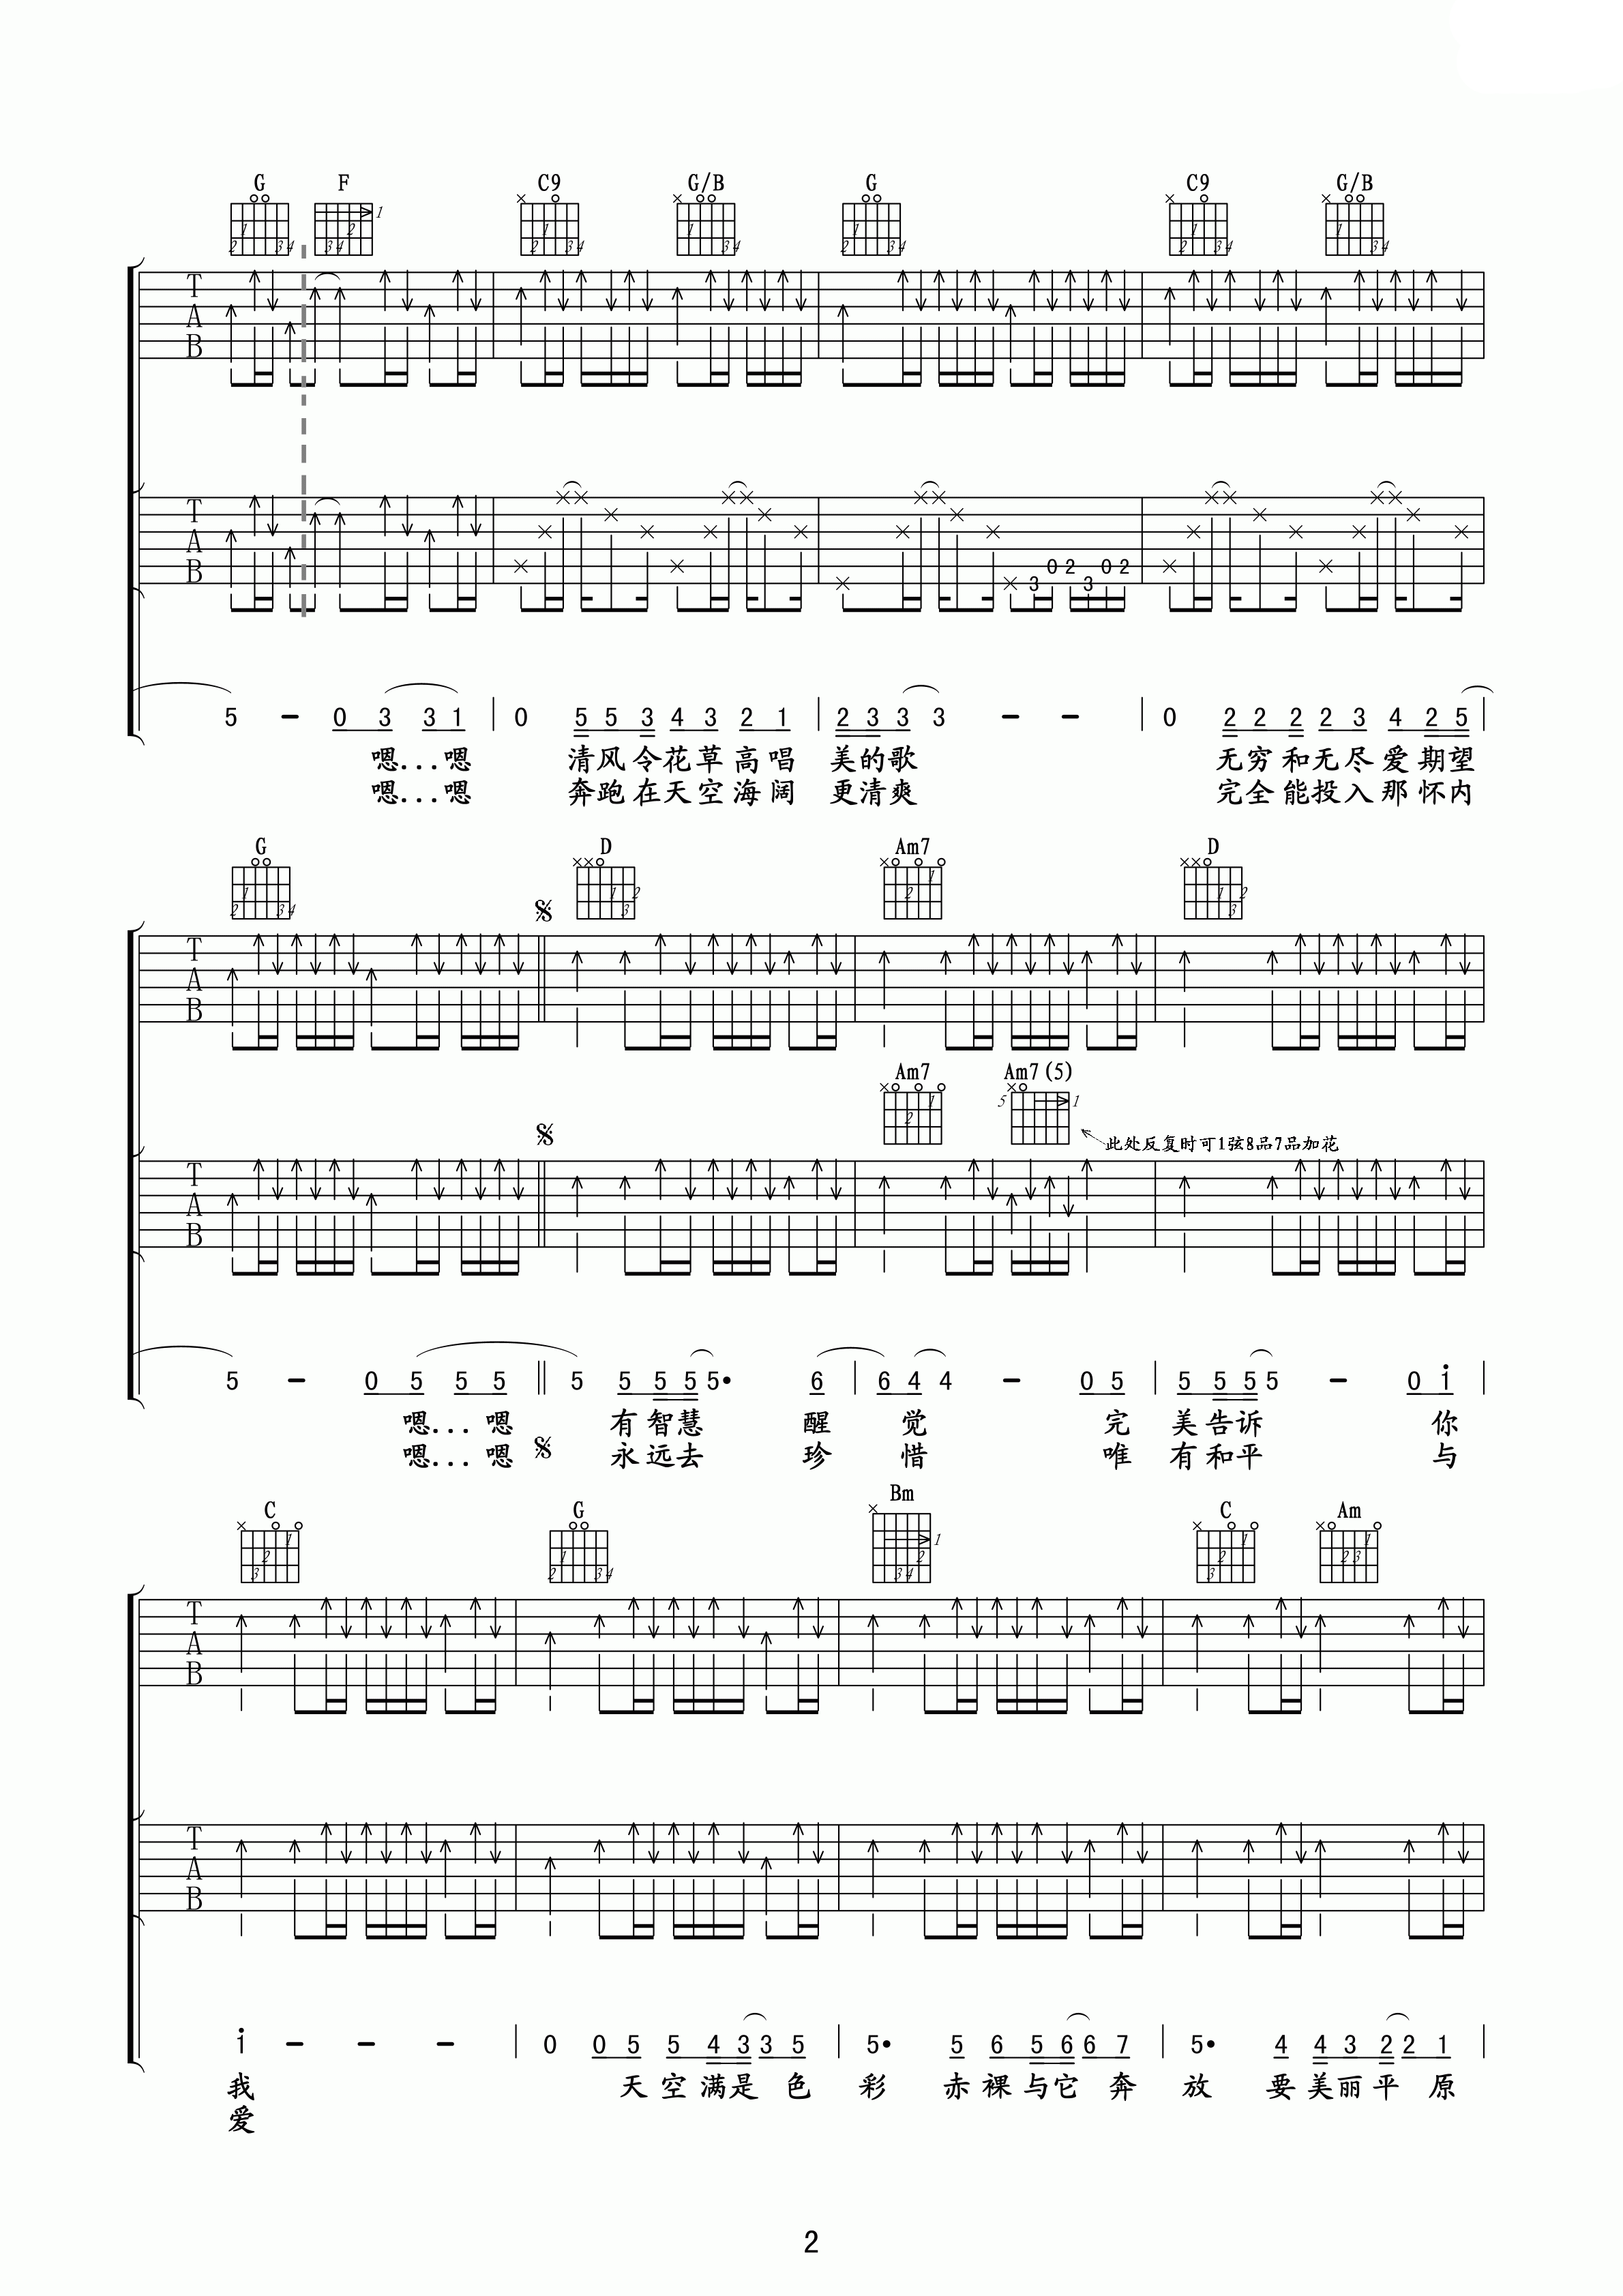 G F C9 G/B G C9 G/B
T
A
B
T
A
B
3 0 2 3 0 2
5 - 0 3 3 1 | 0 5 5 3 4 3 2 1 | 2 3 3 3 - - | 0 2 2 2 2 3 4 2 5 |
嗯...嗯 清风令花草高唱 美的歌 无穷和无尽爱期望
嗯...嗯 奔跑在天空海阔 更清爽 完全能投入那怀内
G D Am7 D
T
A
B
Am7 Am7(5)
此处反复时可1弦8品7品加花
T
A
B
5 - 0 5 5 5 || 5 5 5 5 5• 6 | 6 4 4 - 0 5 | 5 5 5 5 - 0 i |
嗯...嗯 有智慧 醒 觉 完 美告诉 你
嗯...嗯 永远去 珍 惜 唯 有和平 与
C G Bm C Am
T
A
B
T
A
B
i - - - | 0 0 5 5 4 3 3 5 | 5• 5 6 5 6 6 7 | 5• 4 4 3 2 2 1 |
我 天空满是色 彩 赤裸与它奔 放 要美丽平原
爱
2